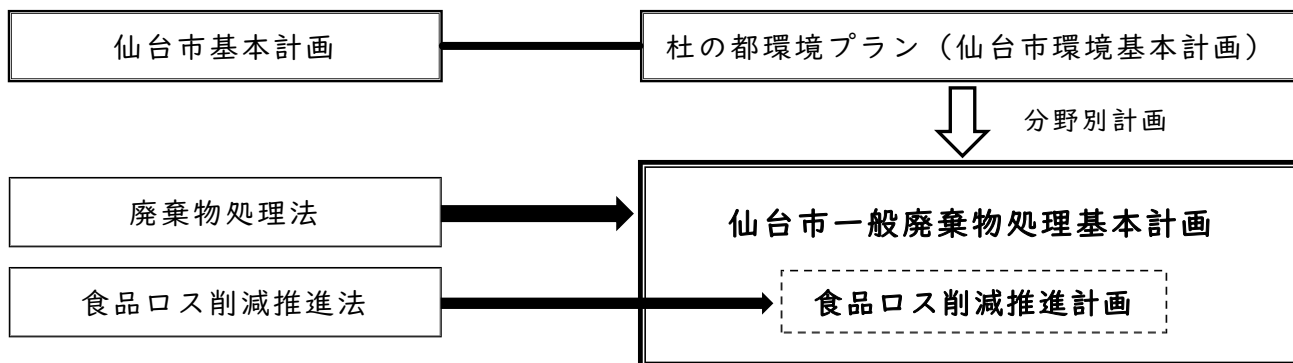 仙台市基本計画
杜の都環境プラン（仙台市環境基本計画）
分野別計画
廃棄物処理法
仙台市一般廃棄物処理基本計画
食品ロス削減推進法
食品ロス削減推進計画